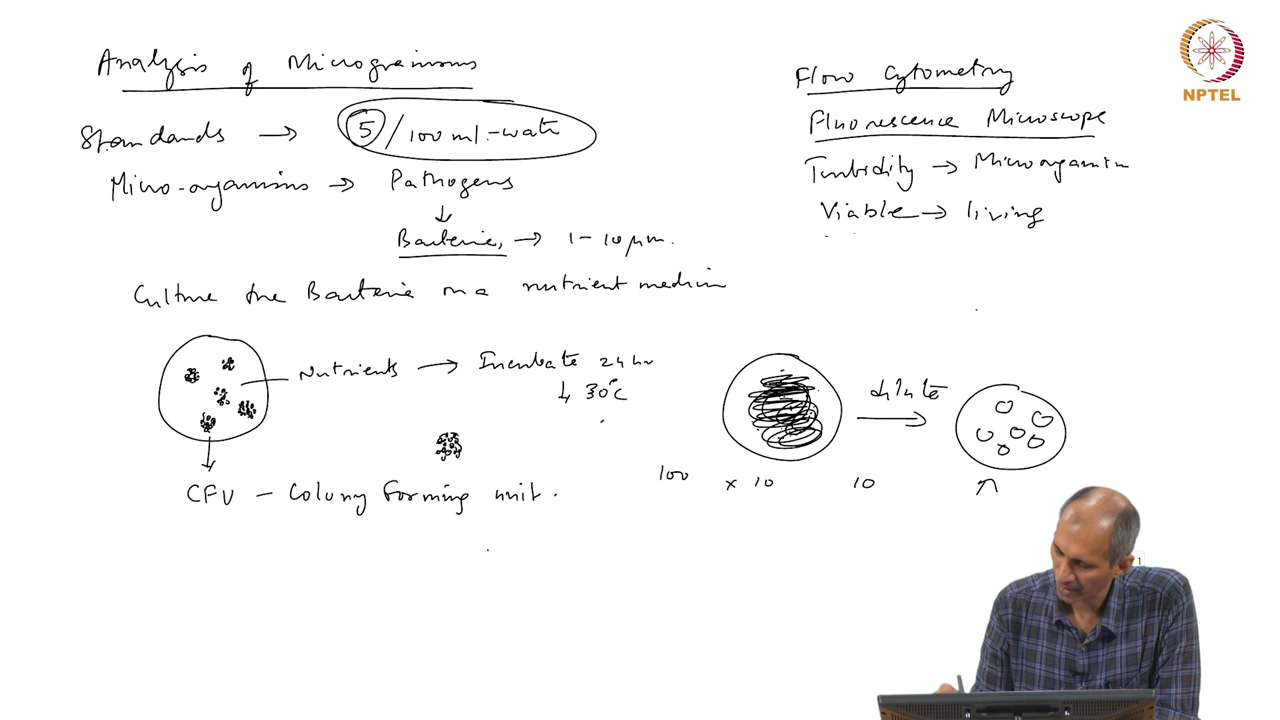 Analysis of Microorganisms
Standards → 5/100 ml-water
Micro-organisms → Pathogens
↓
Bacteria, → 1-10 μm.
Culture the Bacteria on a nutrient medium
Nutrients → Incubate 24 hr
↳ 30°C
CFU - Colony Forming unit.
Flow Cytometry
Fluorescence Microscope
Turbidity → Microorganism
Viable → living
dilute
100 x 10 10
NPTEL
1